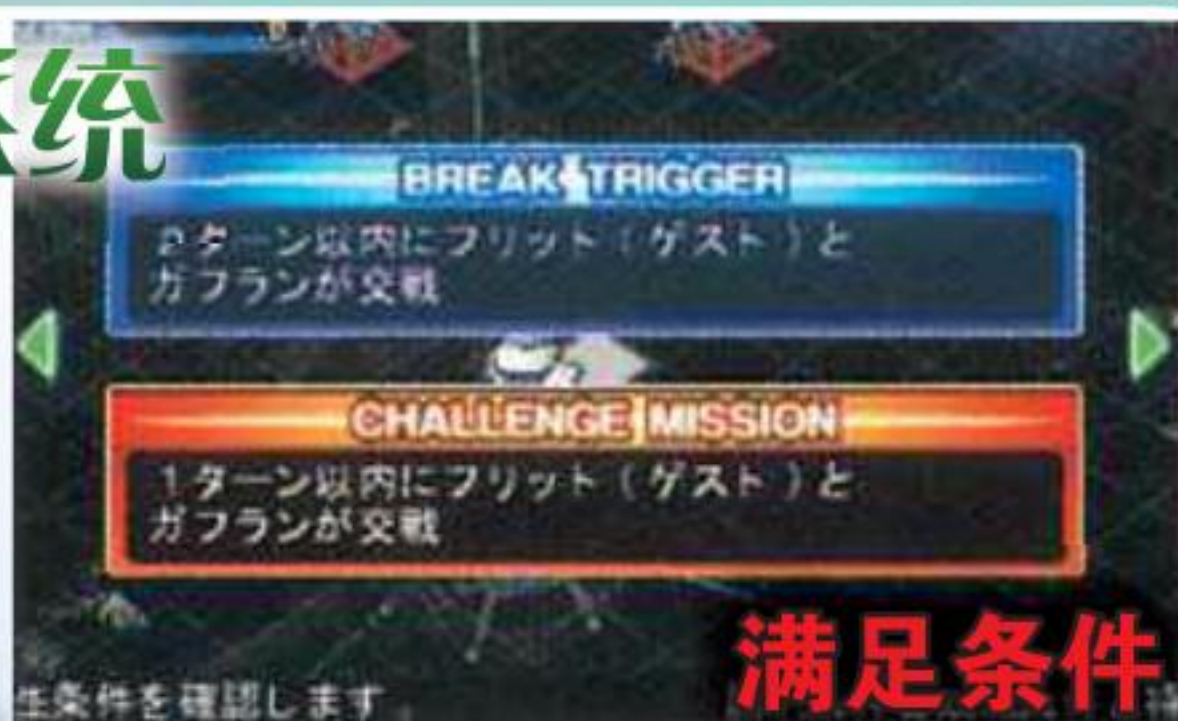 系统
BREAK TRIGGER
2ターン以内にフリット(ゲスト)と
ガフランが交戦
CHALLENGE MISSION
1ターン以内にフリット(ゲスト)と
ガフランが交戦
生条件を確認します
满足条件